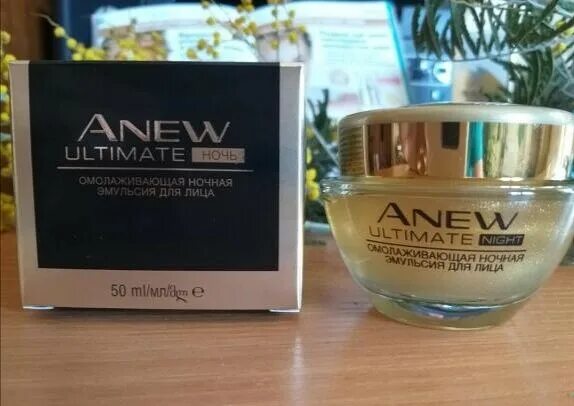 ANEW
ULTIMATE НОЧЬ
ОМОЛАЖИВАЮЩАЯ НОЧНАЯ
ЭМУЛЬСИЯ ДЛЯ ЛИЦА
50 ml/мл/მლ ℮
ANEW
ULTIMATE NIGHT
ОМОЛАЖИВАЮЩАЯ НОЧНАЯ
ЭМУЛЬСИЯ ДЛЯ ЛИЦА